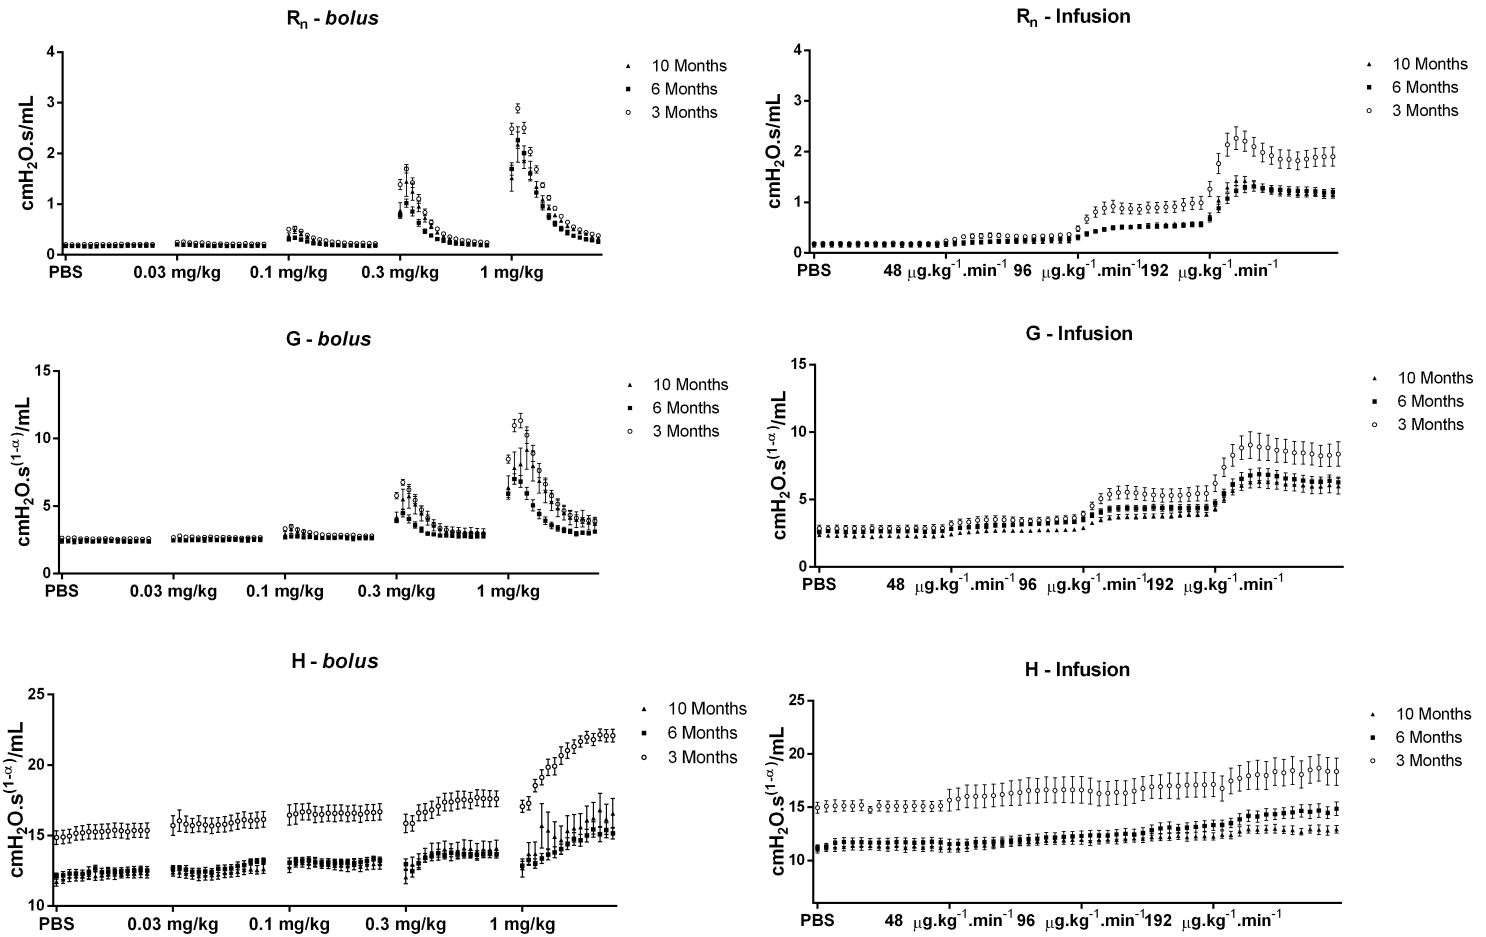 Rn - bolus
4
3
2
1
0
cmH2O.s/mL
PBS 0.03 mg/kg 0.1 mg/kg 0.3 mg/kg 1 mg/kg
10 Months
6 Months
3 Months
Rn - Infusion
4
3
2
1
0
cmH2O.s/mL
PBS 48 μg.kg-1.min-1 96 μg.kg-1.min-1 192 μg.kg-1.min-1
10 Months
6 Months
3 Months
G - bolus
15
10
5
0
cmH2O.s(1-α)/mL
PBS 0.03 mg/kg 0.1 mg/kg 0.3 mg/kg 1 mg/kg
10 Months
6 Months
3 Months
G - Infusion
15
10
5
0
cmH2O.s(1-α)/mL
PBS 48 μg.kg-1.min-1 96 μg.kg-1.min-1 192 μg.kg-1.min-1
10 Months
6 Months
3 Months
H - bolus
25
20
15
10
cmH2O.s(1-α)/mL
PBS 0.03 mg/kg 0.1 mg/kg 0.3 mg/kg 1 mg/kg
10 Months
6 Months
3 Months
H - Infusion
25
20
15
10
cmH2O.s(1-α)/mL
PBS 48 μg.kg-1.min-1 96 μg.kg-1.min-1 192 μg.kg-1.min-1
10 Months
6 Months
3 Months